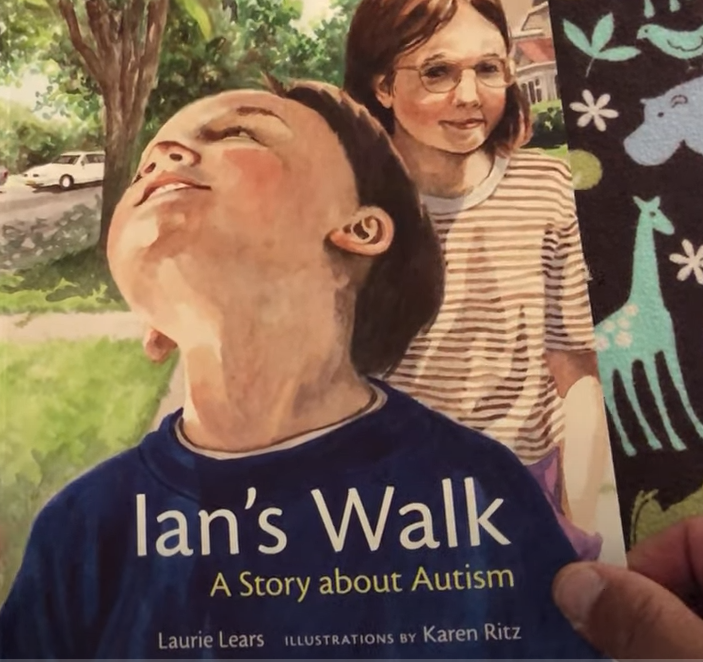 Ian's Walk
A Story about Autism
Laurie Lears ILLUSTRATIONS BY Karen Ritz